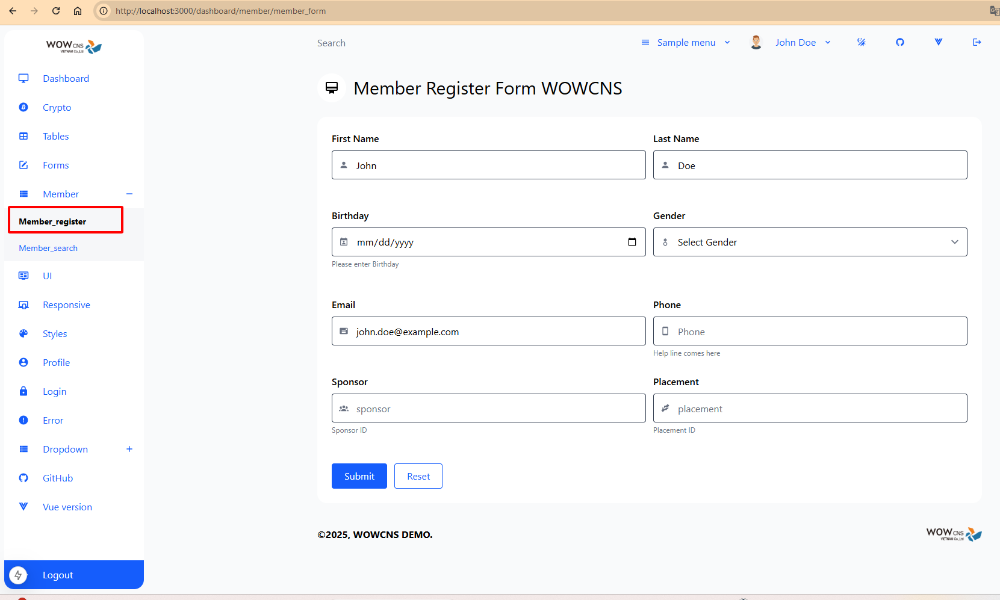 http://localhost:3000/dashboard/member/member_form
WOW CNS
VIETNAM Co.,Ltd
Dashboard
Crypto
Tables
Forms
Member
Member_register
Member_search
UI
Responsive
Styles
Profile
Login
Error
Dropdown
GitHub
Vue version
Logout
Search
Sample menu
John Doe
Member Register Form WOWCNS
First Name
Last Name
John
Doe
Birthday
Gender
mm/dd/yyyy
Select Gender
Please enter Birthday
Email
Phone
john.doe@example.com
Phone
Help line comes here
Sponsor
Placement
sponsor
placement
Sponsor ID
Placement ID
Submit
Reset
©2025, WOWCNS DEMO.
WOW CNS
VIETNAM Co.,Ltd